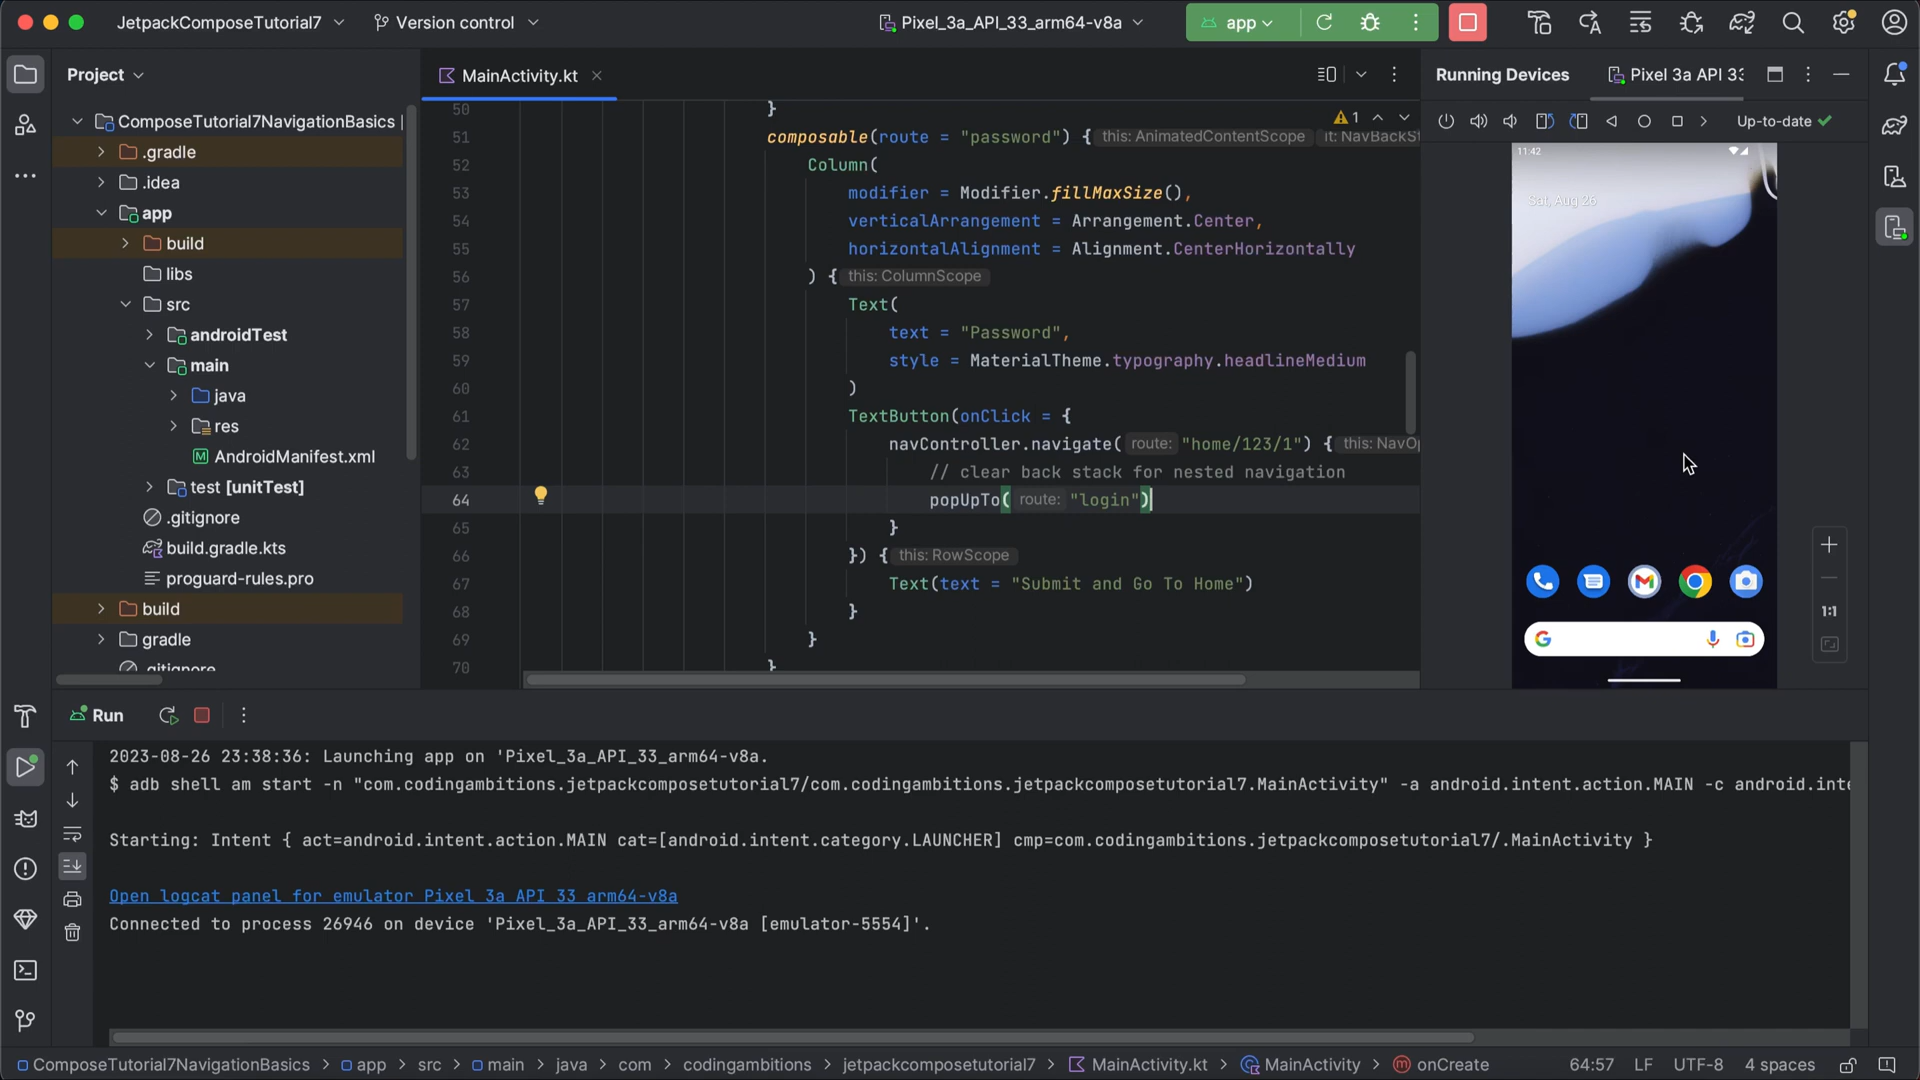 JetpackComposeTutorial7
Version control
Pixel_3a_API_33_arm64-v8a
app
Project
MainActivity.kt
Running Devices
Pixel 3a API 33
ComposeTutorial7NavigationBasics
.gradle
.idea
app
build
libs
src
androidTest
main
java
res
AndroidManifest.xml
test [unitTest]
.gitignore
build.gradle.kts
proguard-rules.pro
build
gradle
.gitignore
1
50 }
51 composable(route = "password") { this: AnimatedContentScope it: NavBackSt
52 Column(
53 modifier = Modifier.fillMaxSize(),
54 verticalArrangement = Arrangement.Center,
55 horizontalAlignment = Alignment.CenterHorizontally
56 ) { this: ColumnScope
57 Text(
58 text = "Password",
59 style = MaterialTheme.typography.headlineMedium
60 )
61 TextButton(onClick = {
62 navController.navigate( route: "home/123/1") { this: NavOp
63 // clear back stack for nested navigation
64 popUpTo( route: "login")
65 }
66 }) { this: RowScope
67 Text(text = "Submit and Go To Home")
68 }
69 }
70 }
Up-to-date
11:42
Sat, Aug 26
1:1
Run
2023-08-26 23:38:36: Launching app on 'Pixel_3a_API_33_arm64-v8a.
$ adb shell am start -n "com.codingambitions.jetpackcomposetutorial7/com.codingambitions.jetpackcomposetutorial7.MainActivity" -a android.intent.action.MAIN -c android.inte
Starting: Intent { act=android.intent.action.MAIN cat=[android.intent.category.LAUNCHER] cmp=com.codingambitions.jetpackcomposetutorial7/.MainActivity }
Open logcat panel for emulator Pixel 3a API 33 arm64-v8a
Connected to process 26946 on device 'Pixel_3a_API_33_arm64-v8a [emulator-5554]'.
ComposeTutorial7NavigationBasics > app > src > main > java > com > codingambitions > jetpackcomposetutorial7 > MainActivity.kt > MainActivity > onCreate
64:57 LF UTF-8 4 spaces